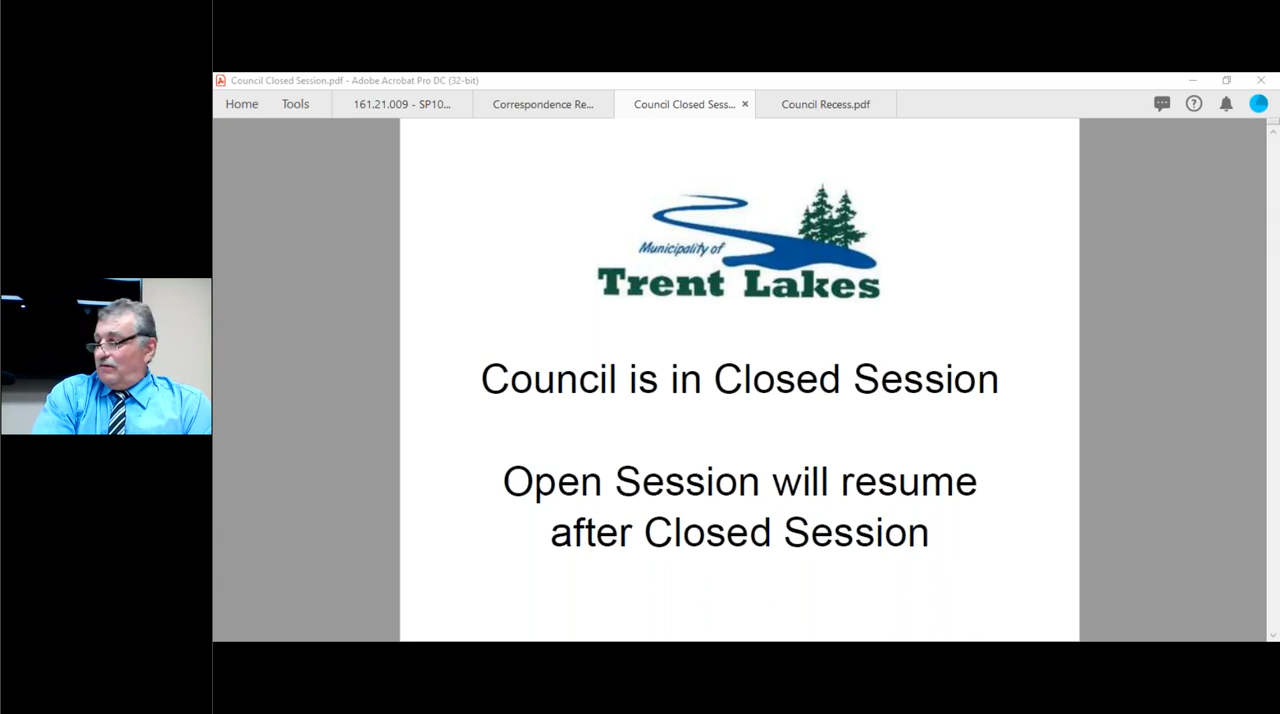 Council Closed Session.pdf - Adobe Acrobat Pro DC (32-bit)
Home Tools 161.21.009 - SP10... Correspondence Re... Council Closed Sess... Council Recess.pdf
Municipality of
Trent Lakes
Council is in Closed Session
Open Session will resume
after Closed Session